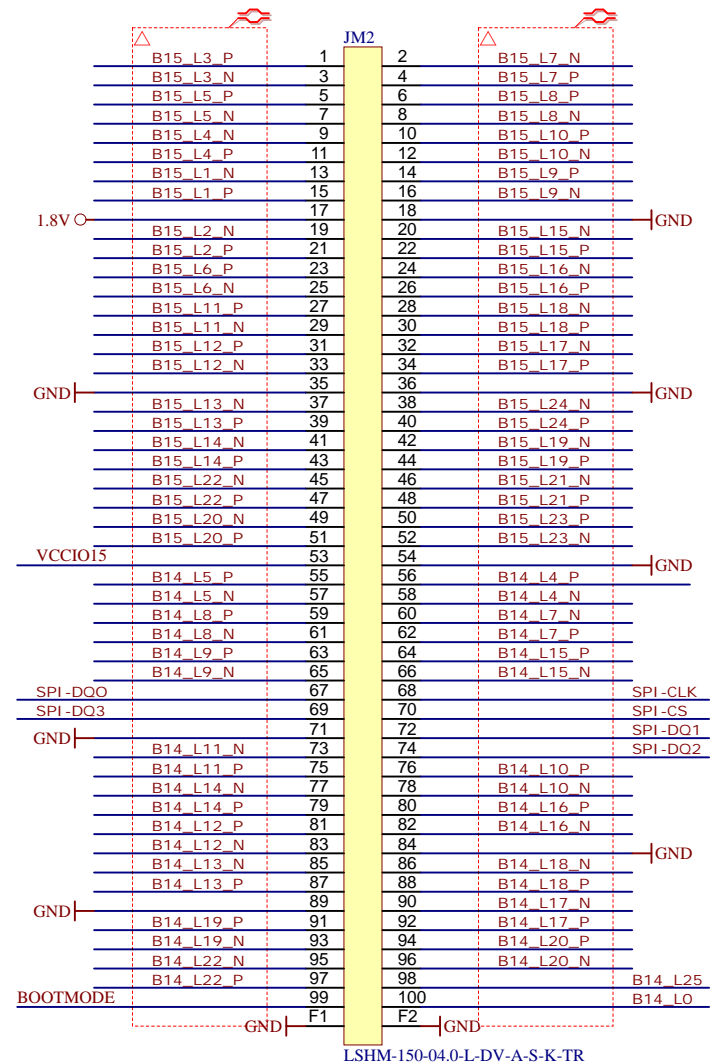 JM2
B15_L3_P 1 2 B15_L7_N
B15_L3_N 3 4 B15_L7_P
B15_L5_P 5 6 B15_L8_P
B15_L5_N 7 8 B15_L8_N
B15_L4_N 9 10 B15_L10_P
B15_L4_P 11 12 B15_L10_N
B15_L1_N 13 14 B15_L9_P
B15_L1_P 15 16 B15_L9_N
1.8V 17 18 GND
B15_L2_N 19 20 B15_L15_N
B15_L2_P 21 22 B15_L15_P
B15_L6_P 23 24 B15_L16_N
B15_L6_N 25 26 B15_L16_P
B15_L11_P 27 28 B15_L18_N
B15_L11_N 29 30 B15_L18_P
B15_L12_P 31 32 B15_L17_N
B15_L12_N 33 34 B15_L17_P
GND 35 36 GND
B15_L13_N 37 38 B15_L24_N
B15_L13_P 39 40 B15_L24_P
B15_L14_N 41 42 B15_L19_N
B15_L14_P 43 44 B15_L19_P
B15_L22_N 45 46 B15_L21_N
B15_L22_P 47 48 B15_L21_P
B15_L20_N 49 50 B15_L23_P
B15_L20_P 51 52 B15_L23_N
VCCIO15 53 54 GND
B14_L5_P 55 56 B14_L4_P
B14_L5_N 57 58 B14_L4_N
B14_L8_P 59 60 B14_L7_N
B14_L8_N 61 62 B14_L7_P
B14_L9_P 63 64 B14_L15_P
B14_L9_N 65 66 B14_L15_N
SPI-DQ0 67 68 SPI-CLK
SPI-DQ3 69 70 SPI-CS
GND 71 72 SPI-DQ1
B14_L11_N 73 74 SPI-DQ2
B14_L11_P 75 76 B14_L10_P
B14_L14_N 77 78 B14_L10_N
B14_L14_P 79 80 B14_L16_P
B14_L12_P 81 82 B14_L16_N
B14_L12_N 83 84 GND
B14_L13_N 85 86 B14_L18_N
B14_L13_P 87 88 B14_L18_P
GND 89 90 B14_L17_N
B14_L19_P 91 92 B14_L17_P
B14_L19_N 93 94 B14_L20_P
B14_L22_N 95 96 B14_L20_N
B14_L22_P 97 98 B14_L25
BOOTMODE 99 100 B14_L0
GND F1 F2 GND
LSHM-150-04.0-L-DV-A-S-K-TR